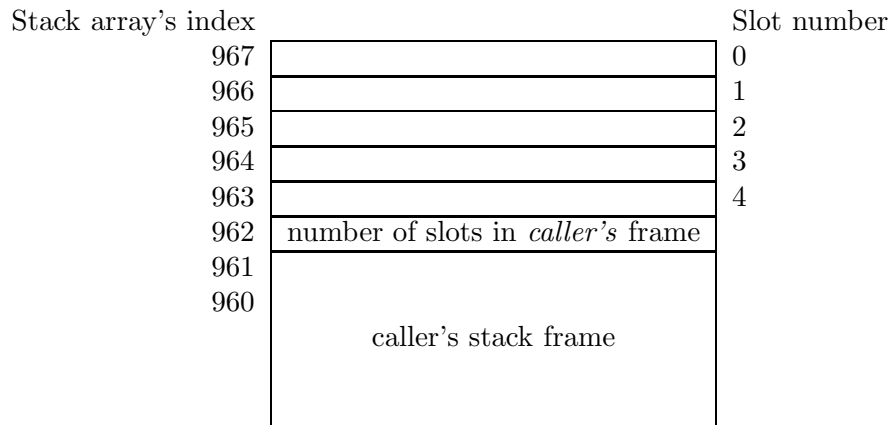 Stack array's index Slot number
967 0
966 1
965 2
964 3
963 4
962 number of slots in caller's frame
961
960
caller's stack frame